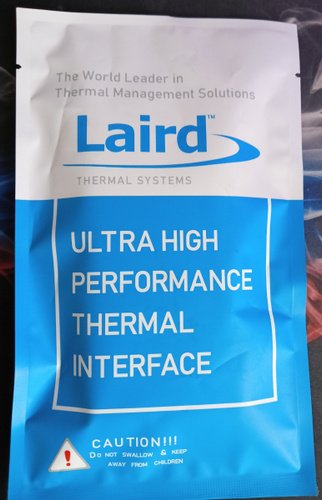 The World Leader in
Thermal Management Solutions
Laird™
THERMAL SYSTEMS
ULTRA HIGH
PERFORMANCE
THERMAL
INTERFACE
!
CAUTION!!!
DO NOT SWALLOW & KEEP
AWAY FROM CHILDREN